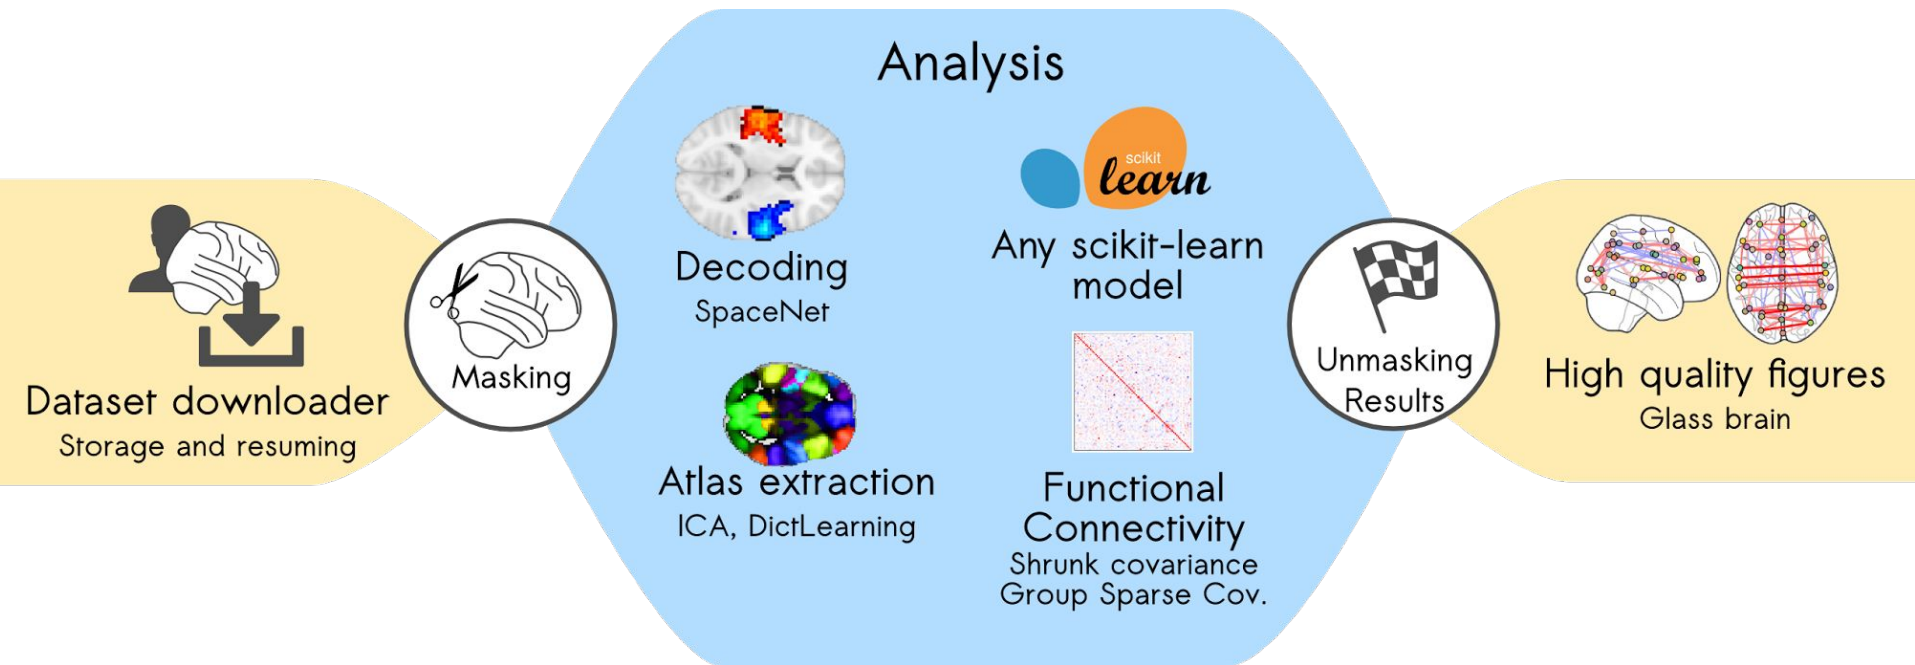 Analysis
Dataset downloader
Storage and resuming
Masking
Decoding
SpaceNet
Atlas extraction
ICA, DictLearning
scikit
learn
Any scikit-learn
model
Functional
Connectivity
Shrunk covariance
Group Sparse Cov.
Unmasking
Results
High quality figures
Glass brain